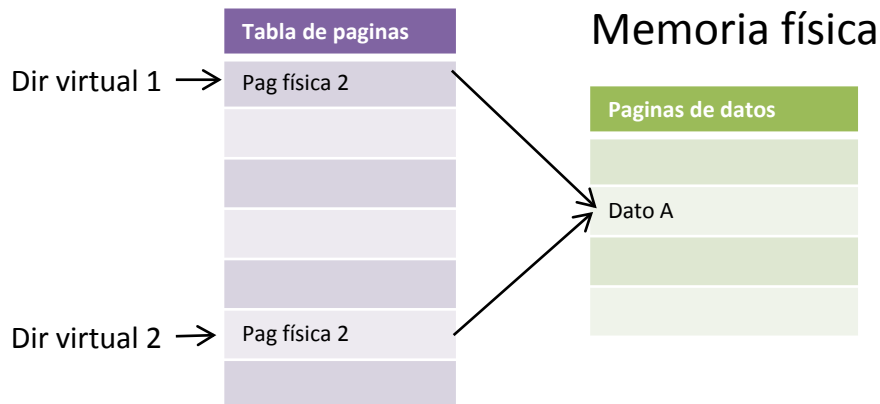 Tabla de paginas
Memoria física
Dir virtual 1
Pag física 2
Paginas de datos
Dato A
Dir virtual 2
Pag física 2